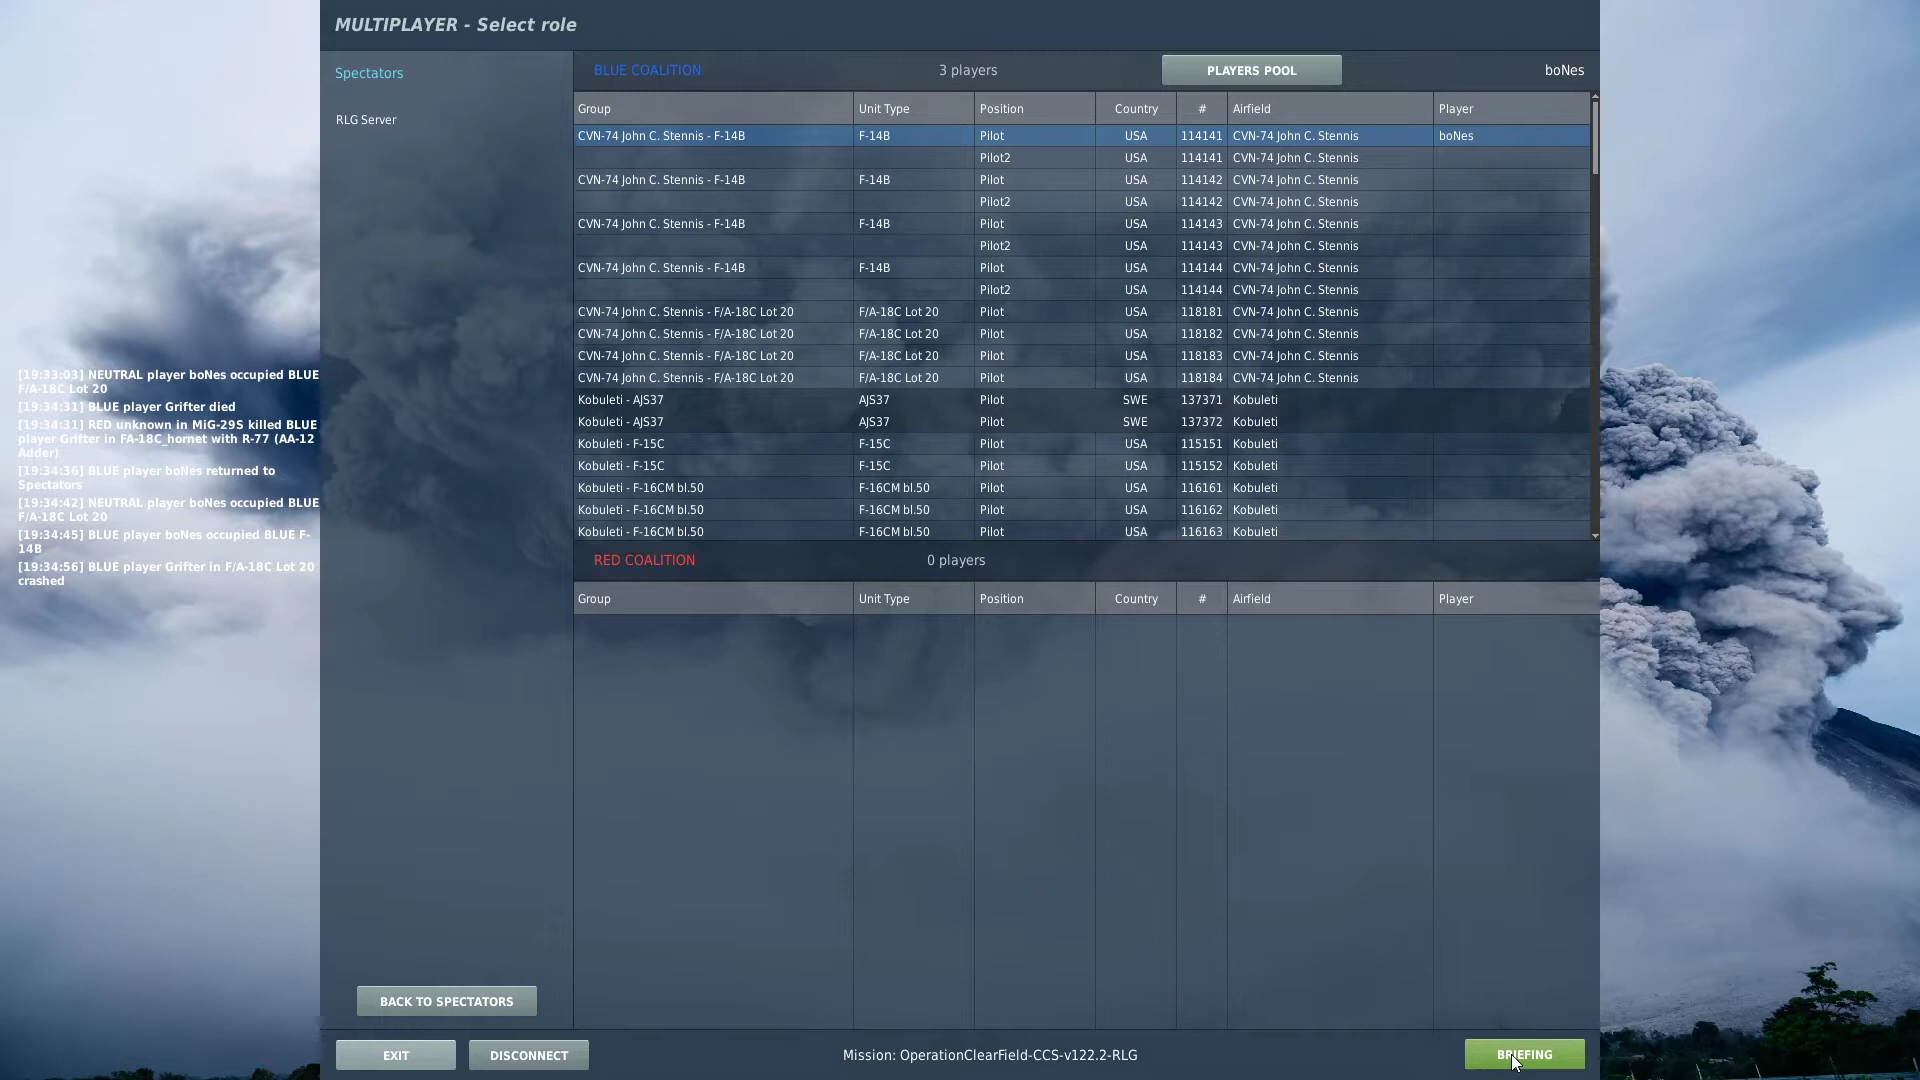 MULTIPLAYER - Select role
Spectators
RLG Server
BLUE COALITION 3 players PLAYERS POOL boNes
Group Unit Type Position Country # Airfield Player
CVN-74 John C. Stennis - F-14B F-14B Pilot USA 114141 CVN-74 John C. Stennis boNes
Pilot2 USA 114141 CVN-74 John C. Stennis
CVN-74 John C. Stennis - F-14B F-14B Pilot USA 114142 CVN-74 John C. Stennis
Pilot2 USA 114142 CVN-74 John C. Stennis
CVN-74 John C. Stennis - F-14B F-14B Pilot USA 114143 CVN-74 John C. Stennis
Pilot2 USA 114143 CVN-74 John C. Stennis
CVN-74 John C. Stennis - F-14B F-14B Pilot USA 114144 CVN-74 John C. Stennis
Pilot2 USA 114144 CVN-74 John C. Stennis
CVN-74 John C. Stennis - F/A-18C Lot 20 F/A-18C Lot 20 Pilot USA 118181 CVN-74 John C. Stennis
CVN-74 John C. Stennis - F/A-18C Lot 20 F/A-18C Lot 20 Pilot USA 118182 CVN-74 John C. Stennis
CVN-74 John C. Stennis - F/A-18C Lot 20 F/A-18C Lot 20 Pilot USA 118183 CVN-74 John C. Stennis
CVN-74 John C. Stennis - F/A-18C Lot 20 F/A-18C Lot 20 Pilot USA 118184 CVN-74 John C. Stennis
Kobuleti - AJS37 AJS37 Pilot SWE 137371 Kobuleti
Kobuleti - AJS37 AJS37 Pilot SWE 137372 Kobuleti
Kobuleti - F-15C F-15C Pilot USA 115151 Kobuleti
Kobuleti - F-15C F-15C Pilot USA 115152 Kobuleti
Kobuleti - F-16CM bl.50 F-16CM bl.50 Pilot USA 116161 Kobuleti
Kobuleti - F-16CM bl.50 F-16CM bl.50 Pilot USA 116162 Kobuleti
Kobuleti - F-16CM bl.50 F-16CM bl.50 Pilot USA 116163 Kobuleti
RED COALITION 0 players
Group Unit Type Position Country # Airfield Player
[19:33:03] NEUTRAL player boNes occupied BLUE
F/A-18C Lot 20
[19:34:31] BLUE player Grifter died
[19:34:31] RED unknown in MiG-29S killed BLUE
player Grifter in FA-18C_hornet with R-77 (AA-12
Adder)
[19:34:36] BLUE player boNes returned to
Spectators
[19:34:42] NEUTRAL player boNes occupied BLUE
F/A-18C Lot 20
[19:34:45] BLUE player boNes occupied BLUE F-
14B
[19:34:56] BLUE player Grifter in F/A-18C Lot 20
crashed
BACK TO SPECTATORS
EXIT DISCONNECT Mission: OperationClearField-CCS-v122.2-RLG BRIEFING